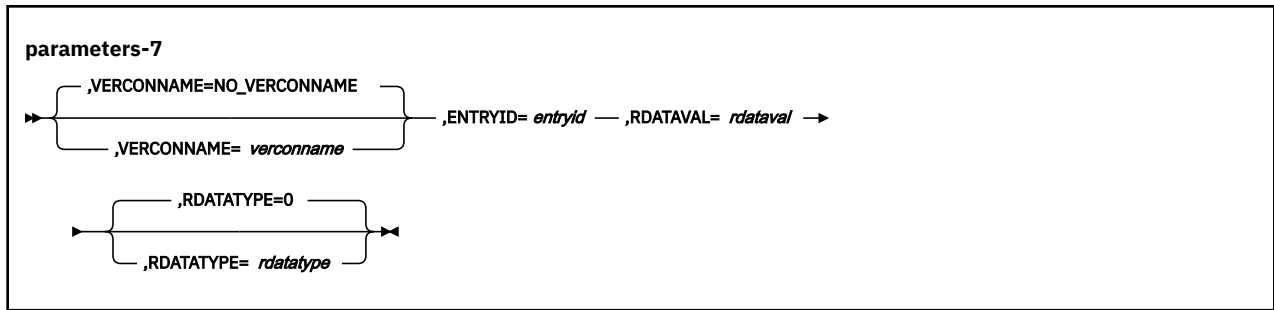 parameters-7
,VERCONNAME=NO_VERCONNAME
,ENTRYID= entryid ,RDATAVAL= rdataval
,VERCONNAME= verconname
,RDATATYPE=0
,RDATATYPE= rdatatype